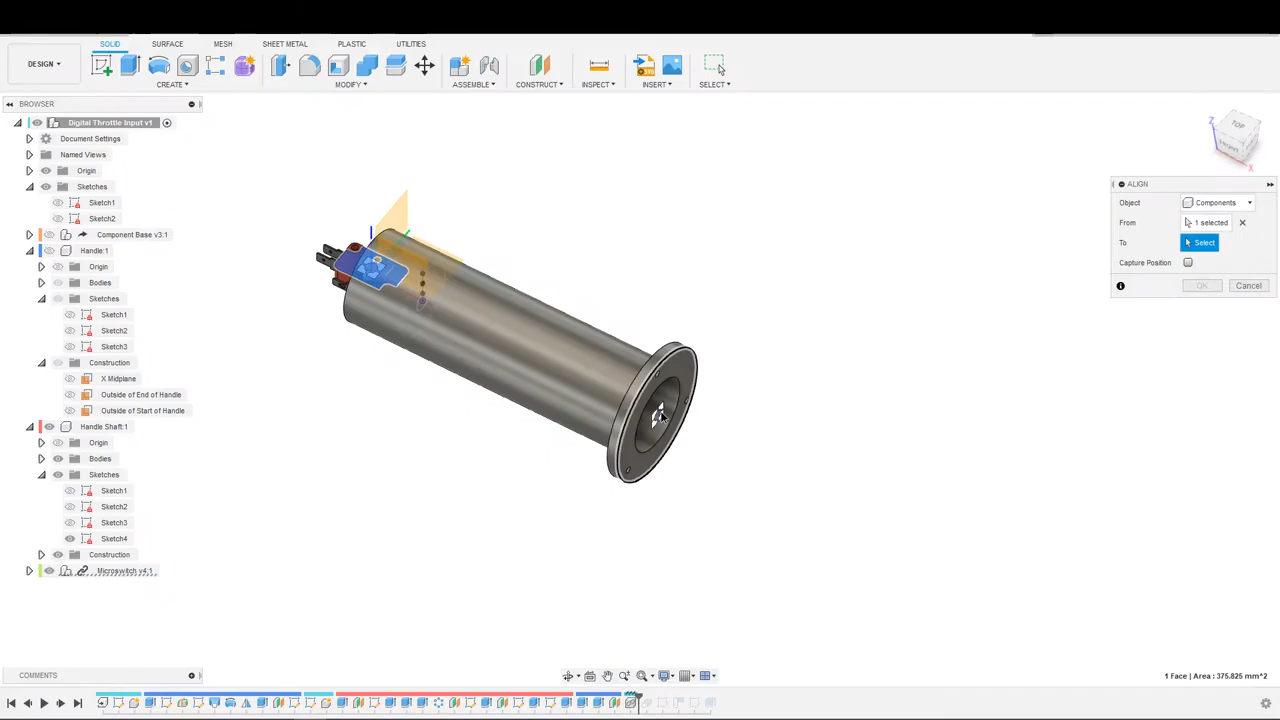 SOLID SURFACE MESH SHEET METAL PLASTIC UTILITIES
DESIGN
CREATE MODIFY ASSEMBLE CONSTRUCT INSPECT INSERT SELECT
BROWSER
Digital Throttle Input v1
Document Settings
Named Views
Origin
Sketches
Sketch1
Sketch2
Component Base v3:1
Handle:1
Origin
Bodies
Sketches
Sketch1
Sketch2
Sketch3
Construction
X Midplane
Outside of End of Handle
Outside of Start of Handle
Handle Shaft:1
Origin
Bodies
Sketches
Sketch1
Sketch2
Sketch3
Sketch4
Construction
Microswitch v4:1
Z
TOP
FRONT
X
ALIGN
Object Components
From 1 selected
To Select
Capture Position
OK Cancel
COMMENTS
1 Face | Area : 375.825 mm^2